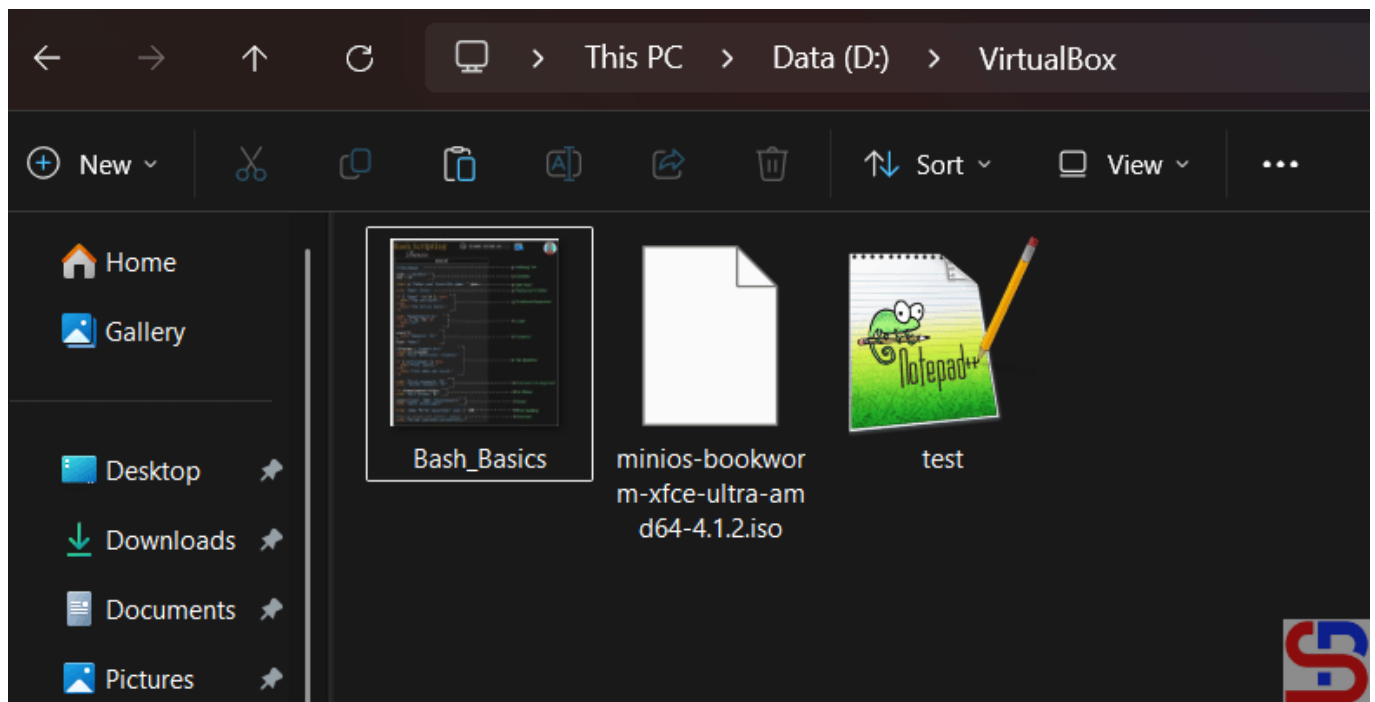 This PC > Data (D:) > VirtualBox
New Sort View
Home
Gallery
Desktop
Downloads
Documents
Pictures
Bash_Basics
minios-bookwor
m-xfce-ultra-am
d64-4.1.2.iso
Notepad++
test